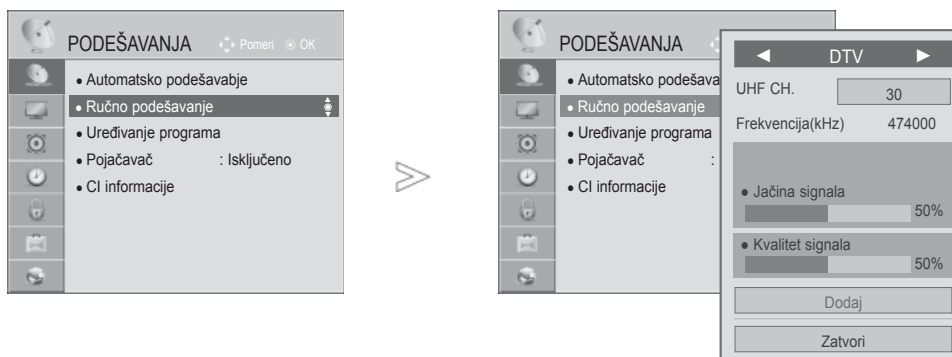 PODEŠAVANJA Pomeri OK
• Automatsko podešavabje
• Ručno podešavanje
• Uređivanje programa
• Pojačavač : Isključeno
• CI informacije
PODEŠAVANJA
• Automatsko podešava
• Ručno podešavanje
• Uređivanje programa
• Pojačavač :
• CI informacije
◄ DTV ►
UHF CH. 30
Frekvencija(kHz) 474000
• Jačina signala
50%
• Kvalitet signala
50%
Dodaj
Zatvori